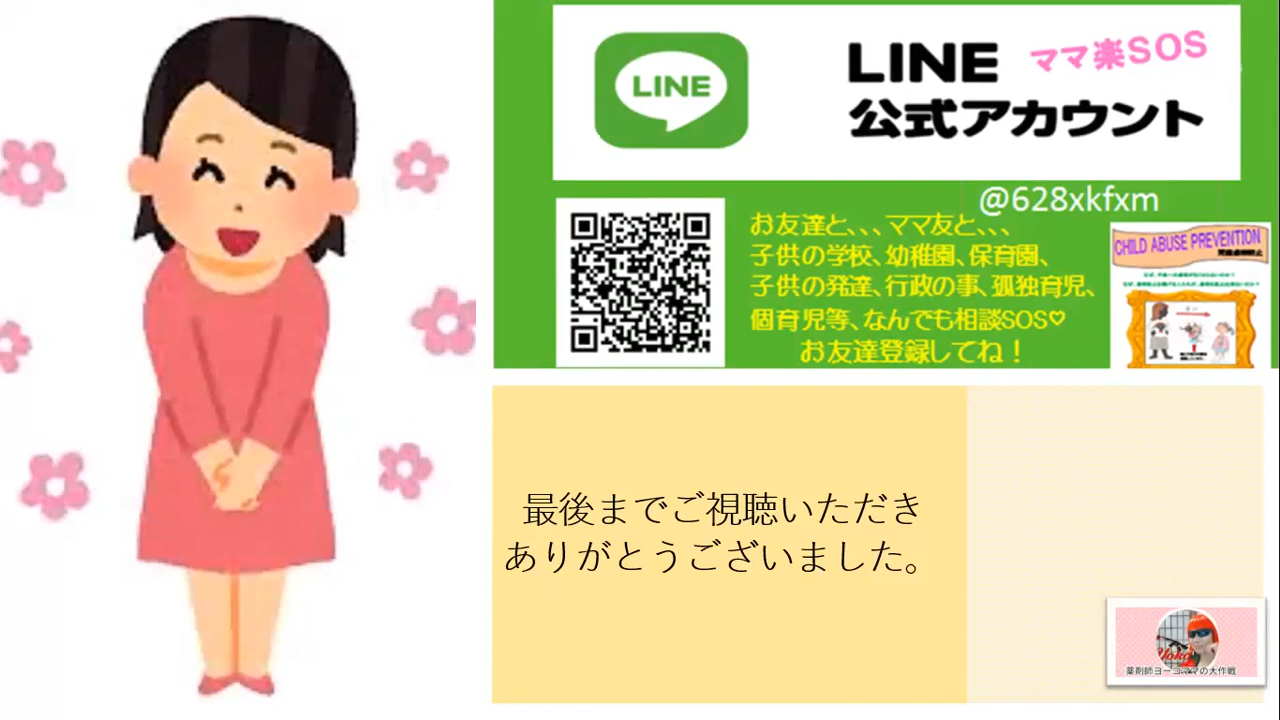 LINE
LINE ママ楽SOS
公式アカウント
@628xkfxm
お友達と、、、ママ友と、、、
子供の学校、幼稚園、保育園、
子供の発達、行政の事、孤独育児、
個育児等、なんでも相談SOS♡
お友達登録してね！
CHILD ABUSE PREVENTION
最後までご視聴いただき
ありがとうございました。
Yoko
薬剤師ヨーコママの大作戦